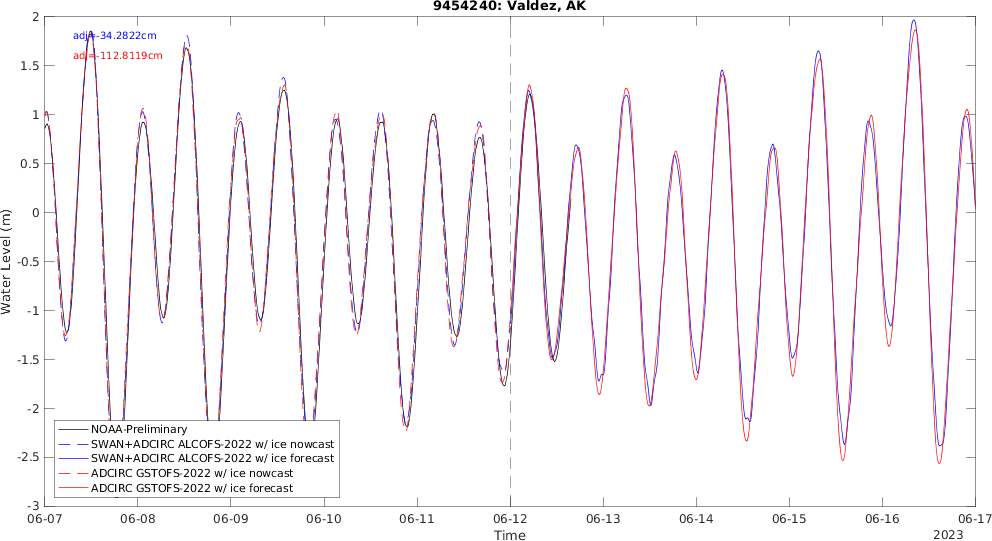 9454240: Valdez, AK
adj=-34.2822cm
adj=-112.8119cm
2
1.5
1
0.5
0
-0.5
-1
-1.5
-2
-2.5
-3
Water Level (m)
NOAA-Preliminary
SWAN+ADCIRC ALCOFS-2022 w/ ice nowcast
SWAN+ADCIRC ALCOFS-2022 w/ ice forecast
ADCIRC GSTOFS-2022 w/ ice nowcast
ADCIRC GSTOFS-2022 w/ ice forecast
06-07 06-08 06-09 06-10 06-11 06-12 06-13 06-14 06-15 06-16 06-17
Time
2023